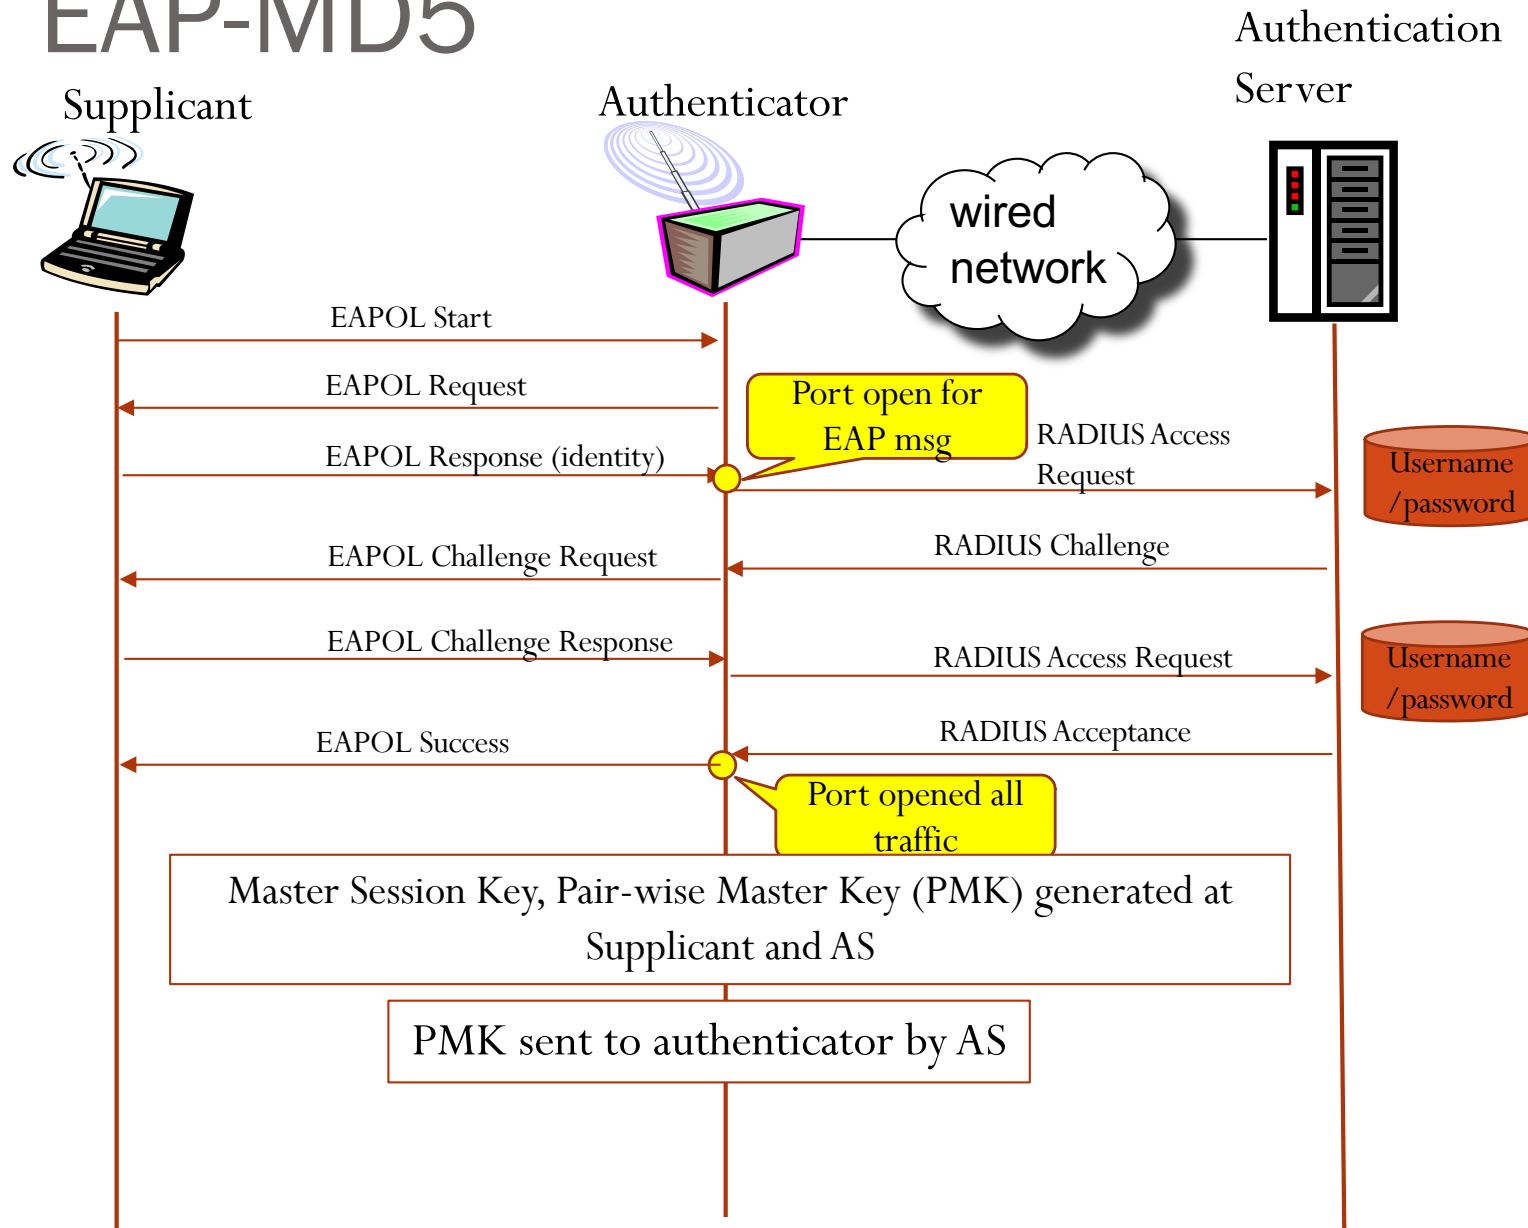 EAP-MD5
Authentication
Server
Supplicant
Authenticator
wired
network
EAPOL Start
EAPOL Request
Port open for
EAP msg
RADIUS Access
Request
EAPOL Response (identity)
Username
/password
EAPOL Challenge Request
RADIUS Challenge
EAPOL Challenge Response
RADIUS Access Request
Username
/password
EAPOL Success
RADIUS Acceptance
Port opened all
traffic
Master Session Key, Pair-wise Master Key (PMK) generated at
Supplicant and AS
PMK sent to authenticator by AS